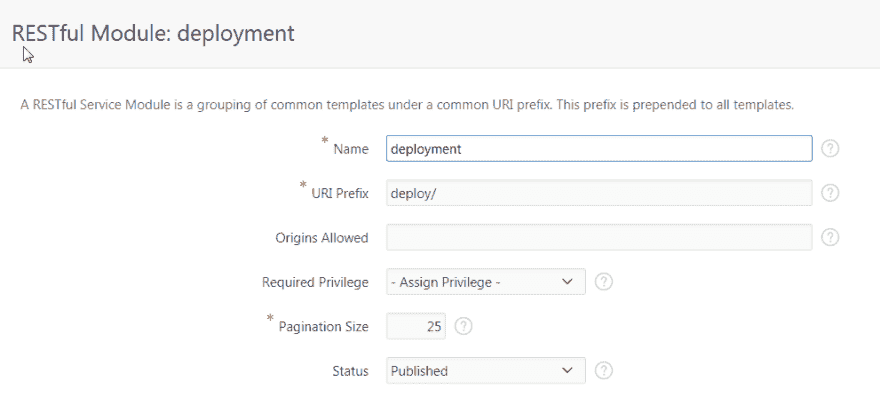 RESTful Module: deployment
A RESTful Service Module is a grouping of common templates under a common URI prefix. This prefix is prepended to all templates.
* Name deployment ?
* URI Prefix deploy/ ?
Origins Allowed ?
Required Privilege - Assign Privilege - ?
* Pagination Size 25 ?
Status Published ?